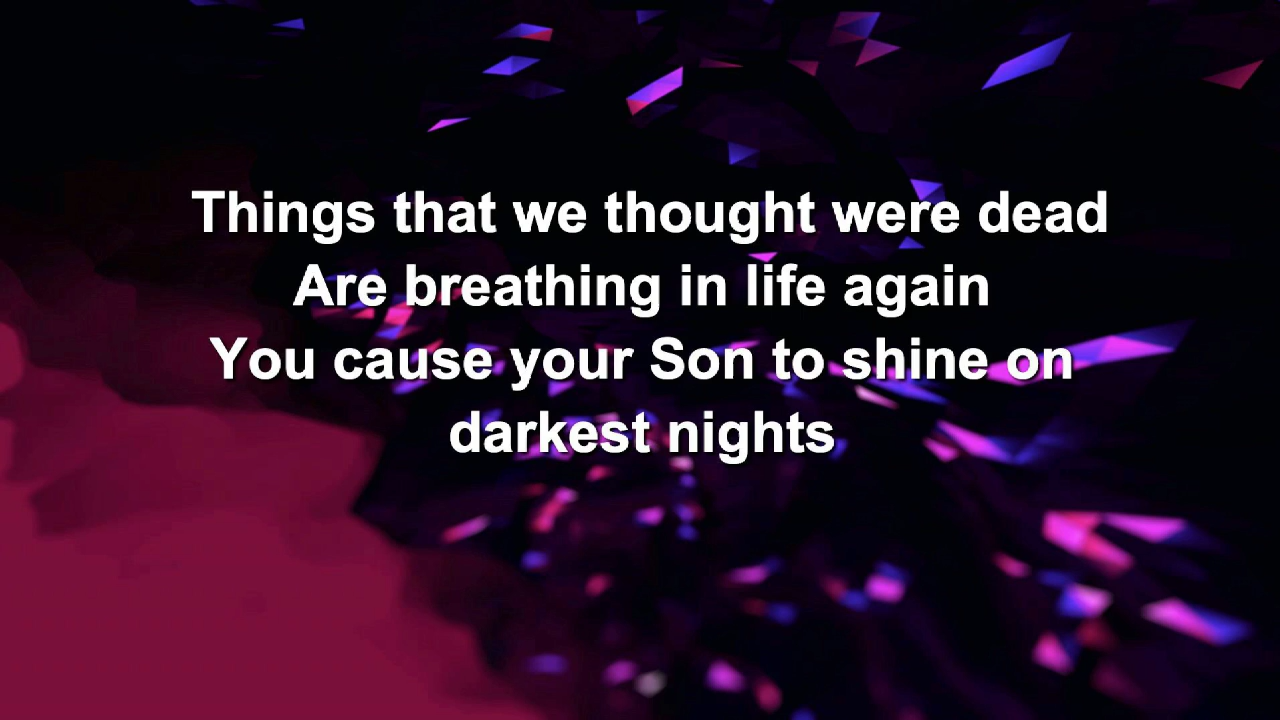 Things that we thought were dead
Are breathing in life again
You cause your Son to shine on
darkest nights